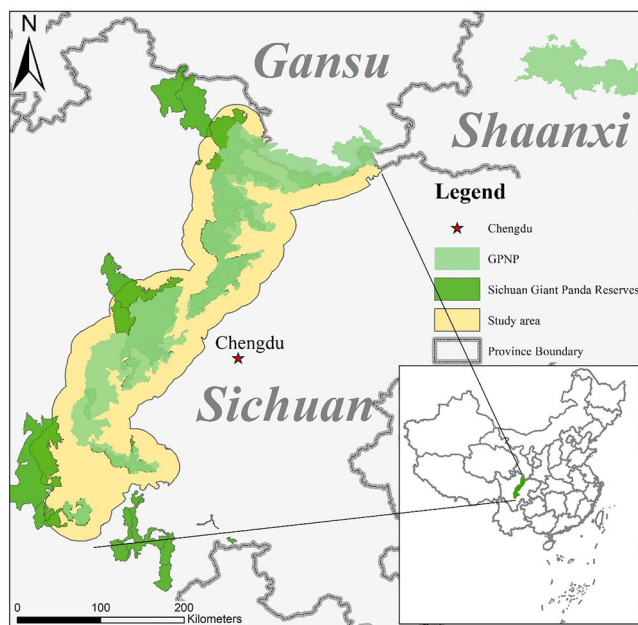 N
Gansu
Shaanxi
Legend
Chengdu
GPNP
Sichuan Giant Panda Reserves
Study area
Province Boundary
Chengdu
Sichuan
0 100 200
Kilometers